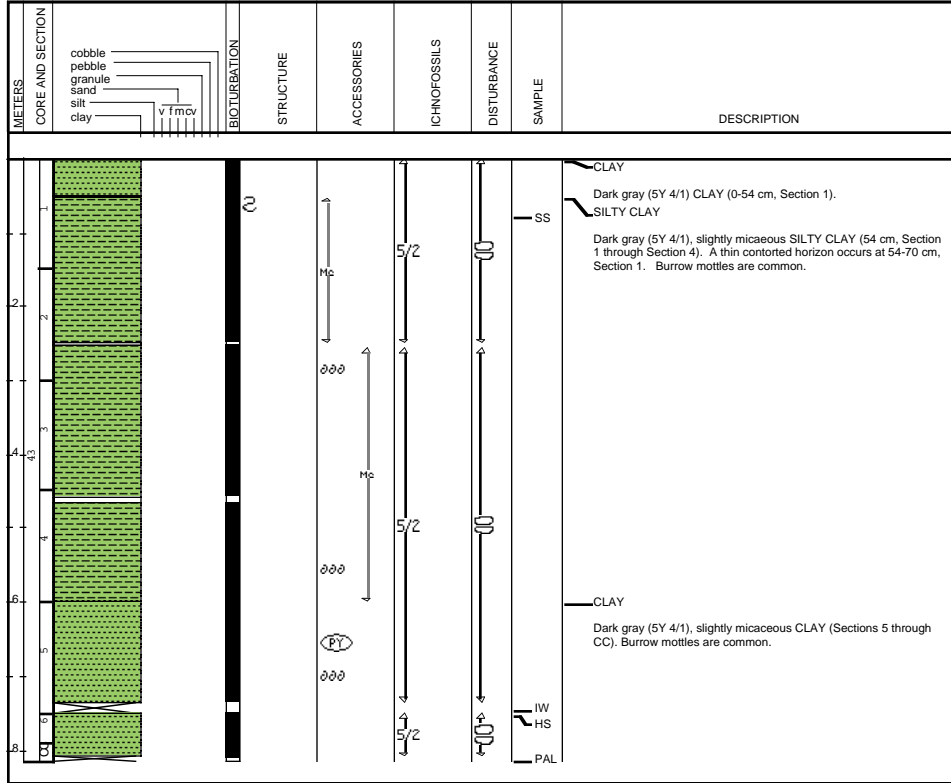 METERS
CORE AND SECTION
cobble
pebble
granule
sand
silt
clay
v f m c v
BIOTURBATION
STRUCTURE
ACCESSORIES
ICHNOFOSSILS
DISTURBANCE
SAMPLE
DESCRIPTION
CLAY
Dark gray (5Y 4/1) CLAY (0-54 cm, Section 1).
1
SS
SILTY CLAY
Dark gray (5Y 4/1), slightly micaeous SILTY CLAY (54 cm, Section
1 through Section 4). A thin contorted horizon occurs at 54-70 cm,
Section 1. Burrow mottles are common.
5/2
Mc
2
2
3
4
43
Mc
4
5/2
6
CLAY
Dark gray (5Y 4/1), slightly micaceous CLAY (Sections 5 through
CC). Burrow mottles are common.
5
PY
IW
6
HS
5/2
8
PAL